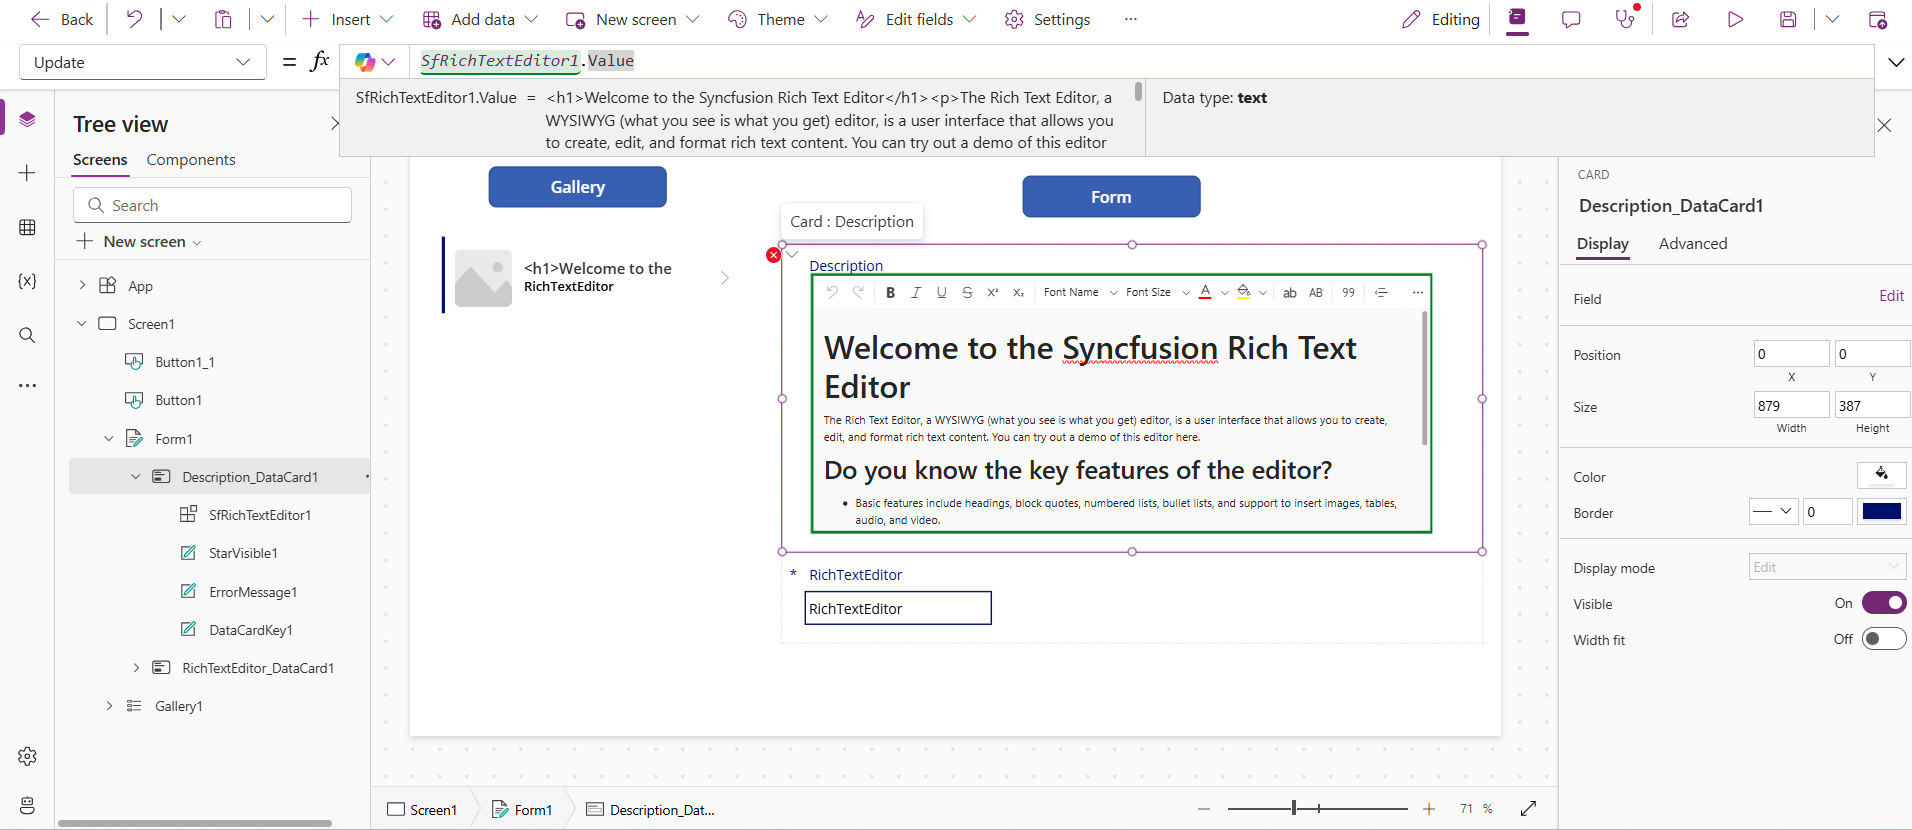 Back Insert Add data New screen Theme Edit fields Settings ... Editing
Update = fx SfRichTextEditor1.Value
SfRichTextEditor1.Value = <h1>Welcome to the Syncfusion Rich Text Editor</h1><p>The Rich Text Editor, a
WYSIWYG (what you see is what you get) editor, is a user interface that allows you
to create, edit, and format rich text content. You can try out a demo of this editor
Data type: text
Tree view
Screens Components
Search
New screen
App
Screen1
Button1_1
Button1
Form1
Description_DataCard1
SfRichTextEditor1
StarVisible1
ErrorMessage1
DataCardKey1
RichTextEditor_DataCard1
Gallery1
Gallery
Form
Card : Description
<h1>Welcome to the
RichTextEditor
Description
B I U S X² X₂ Font Name Font Size A ab AB 99 ...
Welcome to the Syncfusion Rich Text
Editor
The Rich Text Editor, a WYSIWYG (what you see is what you get) editor, is a user interface that allows you to create,
edit, and format rich text content. You can try out a demo of this editor here.
Do you know the key features of the editor?
• Basic features include headings, block quotes, numbered lists, bullet lists, and support to insert images, tables,
audio, and video.
* RichTextEditor
RichTextEditor
CARD
Description_DataCard1
Display Advanced
Field Edit
Position 0 0
X Y
Size 879 387
Width Height
Color
Border 0
Display mode Edit
Visible On
Width fit Off
Screen1 Form1 Description_Dat...
71 %